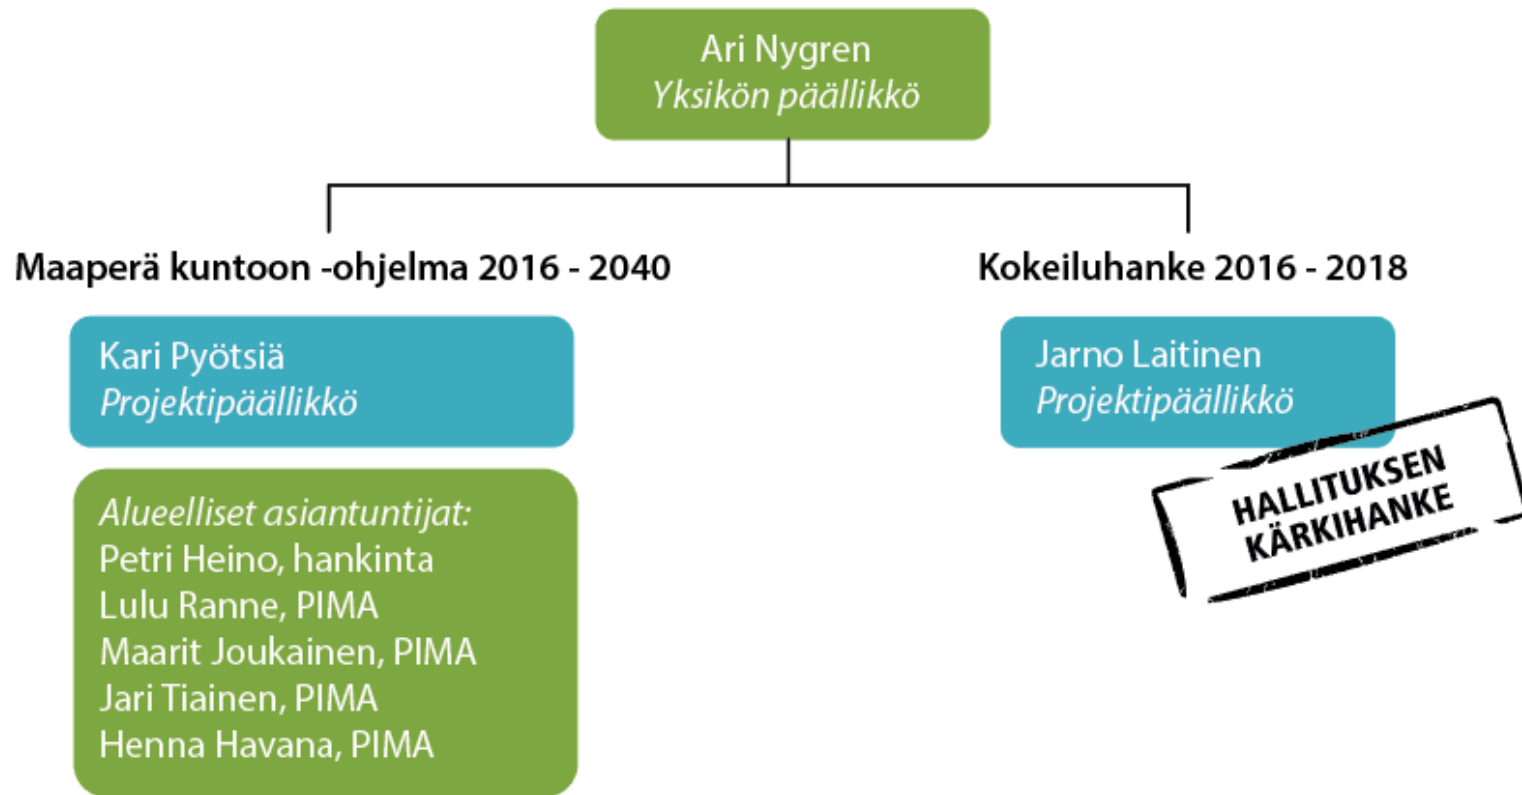 Ari Nygren
Yksikön päällikkö
Maaperä kuntoon -ohjelma 2016 - 2040
Kari Pyötsiä
Projektipäällikkö
Alueelliset asiantuntijat:
Petri Heino, hankinta
Lulu Ranne, PIMA
Maarit Joukainen, PIMA
Jari Tiainen, PIMA
Henna Havana, PIMA
Kokeiluhanke 2016 - 2018
Jarno Laitinen
Projektipäällikkö
HALLITUKSEN
KÄRKIHANKE